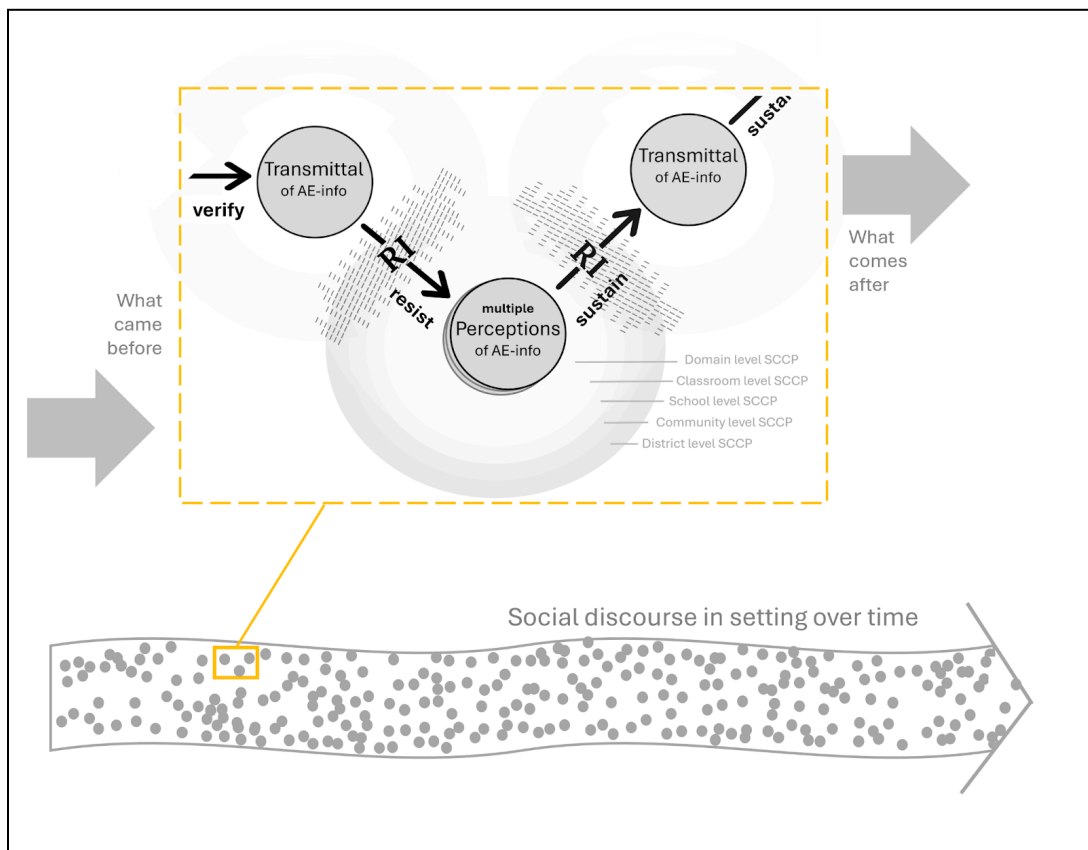 sustai
Transmittal
of AE-info
Transmittal
of AE-info
verify
RI
resist
RI
sustain
What
came
before
What
comes
after
multiple
Perceptions
of AE-info
Domain level SCCP
Classroom level SCCP
School level SCCP
Community level SCCP
District level SCCP
Social discourse in setting over time